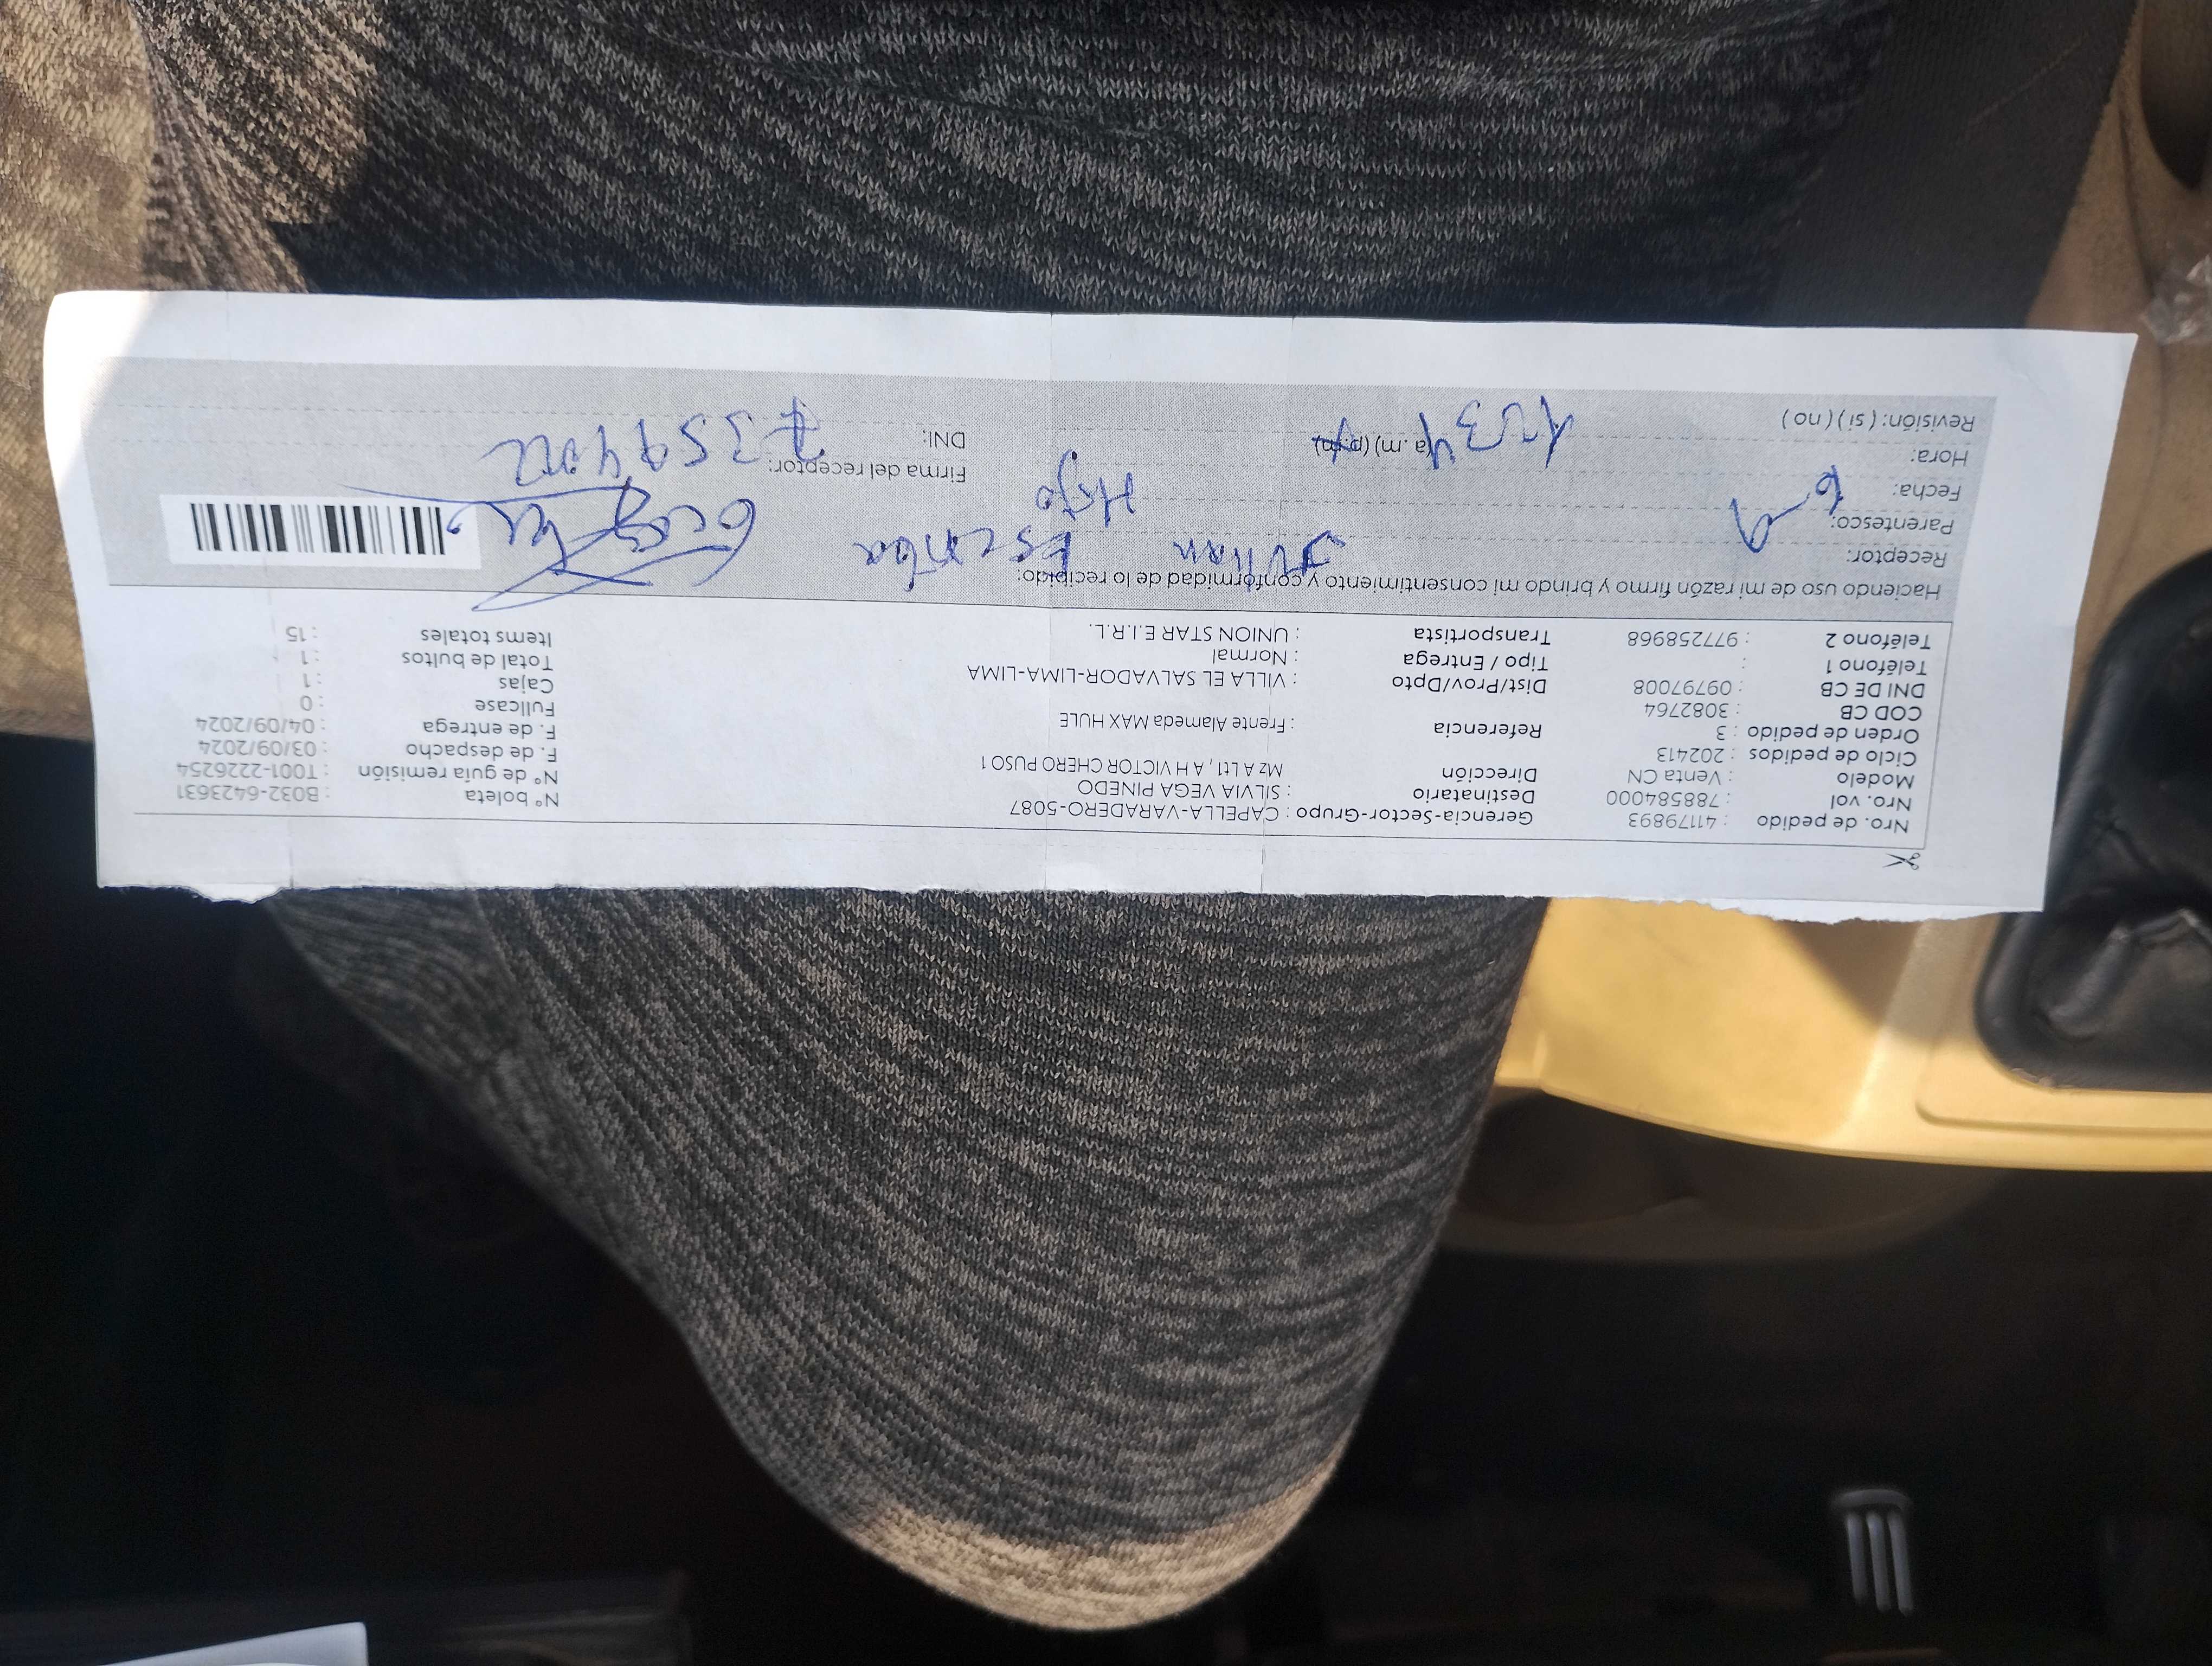 Nro. de pedido : 41179893 Gerencia-Sector-Grupo : CAPELLA-VARADERO-5087 Nº boleta : B032-6423631
Nro. vol : 788584000 Destinatario : SILVIA VEGA PINEDO Nº de guía remisión : T001-2226254
Modelo : Venta CN Dirección Mz A Lt1 , A H VICTOR CHERO PUSO 1 F. de despacho : 03/09/2024
Ciclo de pedidos : 202413 F. de entrega : 04/09/2024
Orden de pedido : 3 Referencia : Frente Alameda MAX HULE Fullcase : 0
COD CB : 3082764 Cajas : 1
DNI DE CB : 09797008 Dist/Prov/Dpto : VILLA EL SALVADOR-LIMA-LIMA Total de bultos : 1
Teléfono 1 : Tipo / Entrega : Normal Items totales : 15
Teléfono 2 : 977258968 Transportista : UNION STAR E.I.R.L.
Haciendo uso de mi razón firmo y brindo mi consentimiento y conformidad de lo recipido:
Receptor: Julian
Parentesco: Hijo
Fecha: Firma del receptor:
Hora: (a. m) (p.m) DNI:
Revisión: ( si ) ( no )